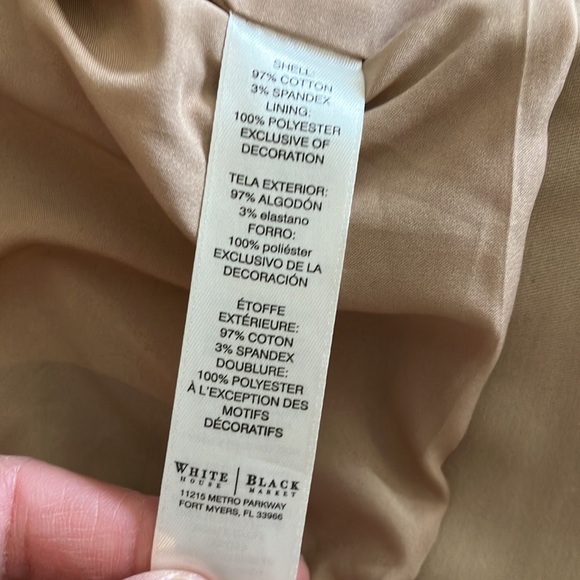 SHELL:
97% COTTON
3% SPANDEX
LINING:
100% POLYESTER
EXCLUSIVE OF
DECORATION
TELA EXTERIOR:
97% ALGODÓN
3% elastano
FORRO:
100% poliéster
EXCLUSIVO DE LA
DECORACIÓN
ÉTOFFE
EXTÉRIEURE:
97% COTON
3% SPANDEX
DOUBLURE:
100% POLYESTER
À L'EXCEPTION DES
MOTIFS
DÉCORATIFS
WHITE | BLACK
HOUSE MARKET
11215 METRO PARKWAY
FORT MYERS, FL 33966